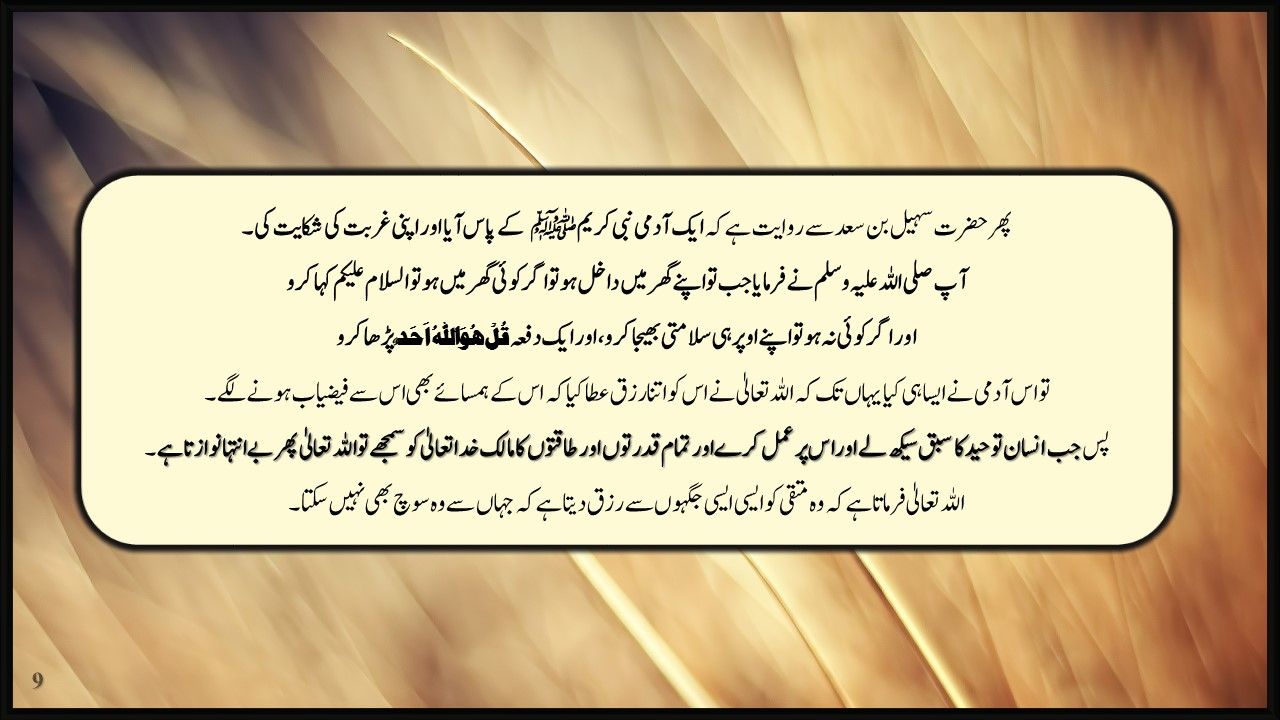 پھر حضرت سہیل بن سعد سے روایت ہے کہ ایک آدمی نبی کریم ﷺ کے پاس آیا اور اپنی غربت کی شکایت کی۔
آپ صلی اللہ علیہ وسلم نے فرمایا جب تو اپنے گھر میں داخل ہو تو اگر کوئی گھر میں ہو تو السلام علیکم کہا کرو
اور اگر کوئی نہ ہو تو اپنے اوپر ہی سلامتی بھیجا کرو، اور ایک دفعہ قُلْ هُوَ اللّٰهُ اَحَد پڑھا کرو
تو اس آدمی نے ایسا ہی کیا یہاں تک کہ اللہ تعالیٰ نے اس کو اتنا رزق عطا کیا کہ اس کے ہمسائے بھی اس سے فیضیاب ہونے لگے۔
پس جب انسان توحید کا سبق سیکھ لے اور اس پر عمل کرے اور تمام قدرتوں اور طاقتوں کا مالک خدا تعالیٰ کو سمجھے تو اللہ تعالیٰ پھر بے انتہا نوازتا ہے۔
اللہ تعالیٰ فرماتا ہے کہ وہ متقی کو ایسی ایسی جگہوں سے رزق دیتا ہے کہ جہاں سے وہ سوچ بھی نہیں سکتا۔
9